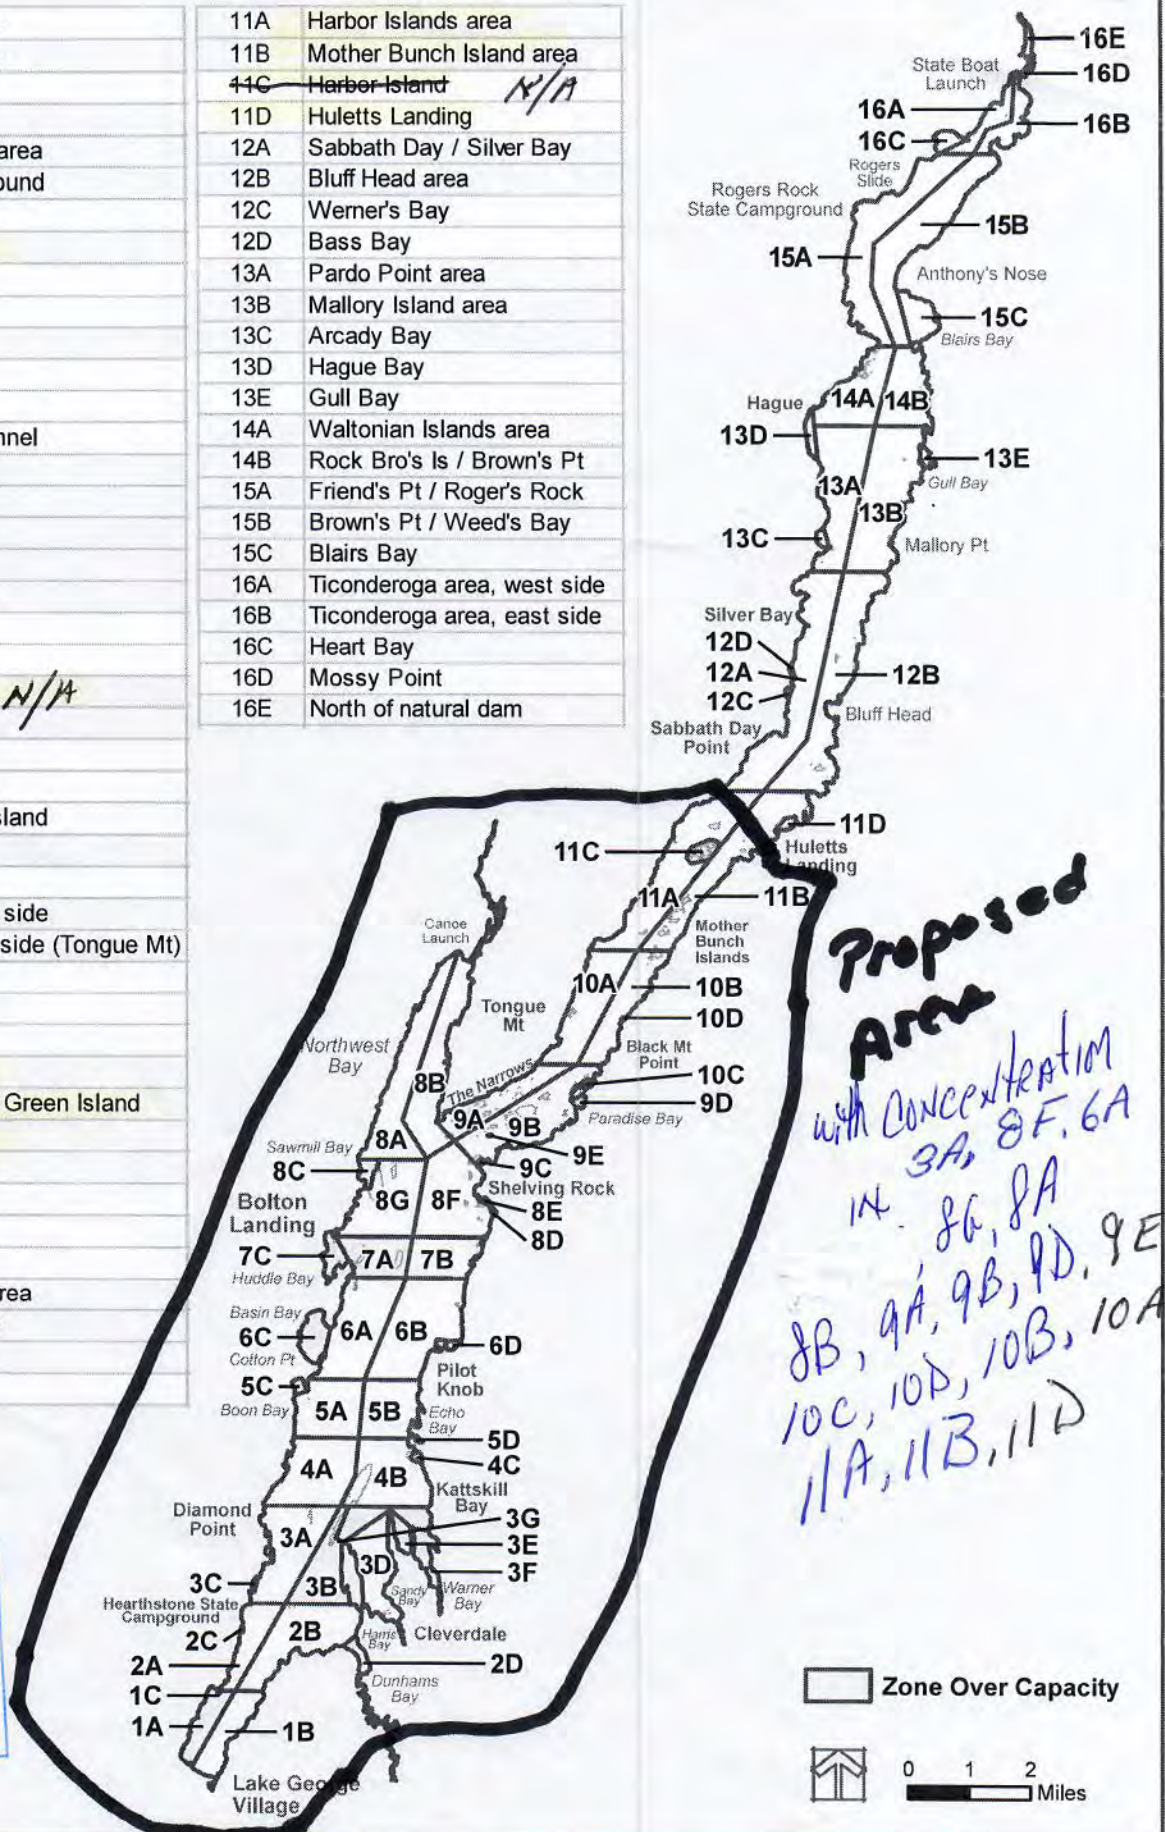 area
ound
nnel
N/A
sland
side
side (Tongue Mt)
Green Island
rea
11A Harbor Islands area
11B Mother Bunch Island area
11C Harbor Island N/A
11D Huletts Landing
12A Sabbath Day / Silver Bay
12B Bluff Head area
12C Werner's Bay
12D Bass Bay
13A Pardo Point area
13B Mallory Island area
13C Arcady Bay
13D Hague Bay
13E Gull Bay
14A Waltonian Islands area
14B Rock Bro's Is / Brown's Pt
15A Friend's Pt / Roger's Rock
15B Brown's Pt / Weed's Bay
15C Blairs Bay
16A Ticonderoga area, west side
16B Ticonderoga area, east side
16C Heart Bay
16D Mossy Point
16E North of natural dam
16E
State Boat
Launch
16D
16A
16B
16C
Rogers
Slide
Rogers Rock
State Campground
15B
15A
Anthony's Nose
15C
Blairs Bay
Hague
14A 14B
13D
13E
Gull Bay
13A
13B
13C
Mallory Pt
Silver Bay
12D
12A
12B
12C
Bluff Head
Sabbath Day
Point
11D
11C
Huletts
Landing
11A
11B
Canoe
Launch
Mother
Bunch
Islands
10A
10B
Tongue
Mt
10D
Northwest
Bay
Black Mt
Point
8B
The Narrows
10C
9D
9A
9B
Paradise Bay
8A
Sawmill Bay
9E
8C
9C
8G
8F
Shelving Rock
Bolton
Landing
8E
8D
7C
7A
7B
Huddle Bay
Basin Bay
6A
6B
6C
6D
Cotton Pt
Pilot
Knob
5C
5A
5B
Boon Bay
Echo
Bay
5D
4A
4B
4C
Kattskill
Bay
Diamond
Point
3G
3A
3E
3D
3F
3C
3B
Sandy
Bay
Warner
Bay
Hearthstone State
Campground
2C
2B
Harris
Bay
Cleverdale
2A
2D
1C
Dunhams
Bay
1A
1B
Lake George
Village
Proposed
Area
with CONCENTRATION
IN. 3A, 8F, 6A
8G, 8A
8B, 9A, 9B, 9D, 9E
10C, 10D, 10B, 10A
11A, 11B, 11D
Zone Over Capacity
0 1 2
Miles